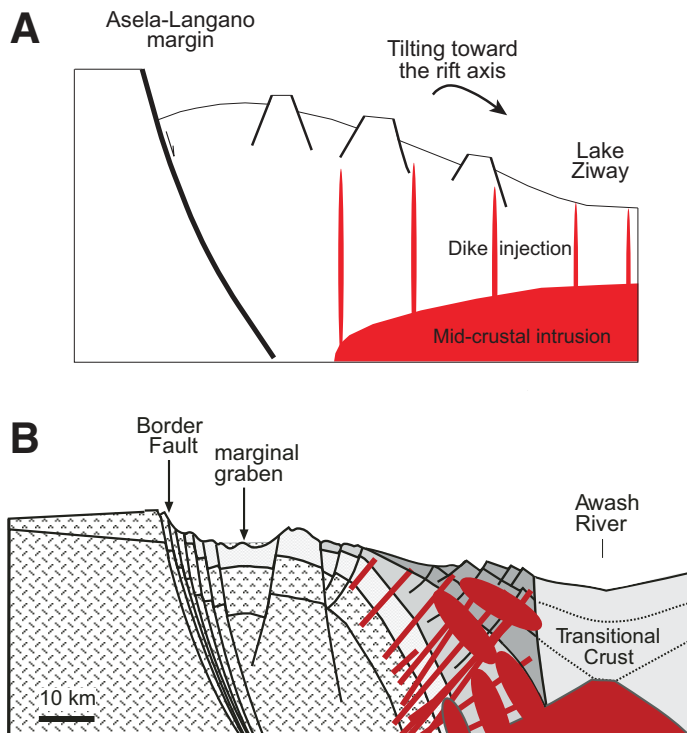 A
Asela-Langano
margin
Tilting toward
the rift axis
Lake
Ziway
Dike injection
Mid-crustal intrusion
B
Border
Fault
marginal
graben
Awash
River
Transitional
Crust
10 km